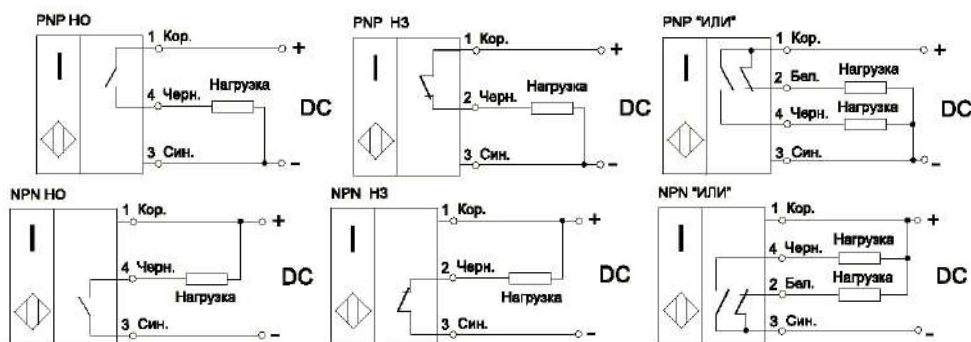 PNP НО
1 Кор.
+
4 Черн.
Нагрузка
DC
3 Син.
-
PNP НЗ
1 Кор.
+
2 Черн.
Нагрузка
DC
3 Син.
-
PNP "ИЛИ"
1 Кор.
+
2 Бел.
Нагрузка
4 Черн.
Нагрузка
DC
3 Син.
-
NPN НО
1 Кор.
+
4 Черн.
Нагрузка
DC
3 Син.
-
NPN НЗ
1 Кор.
+
2 Черн.
Нагрузка
DC
3 Син.
-
NPN "ИЛИ"
1 Кор.
+
4 Черн.
Нагрузка
2 Бел.
Нагрузка
DC
3 Син.
-